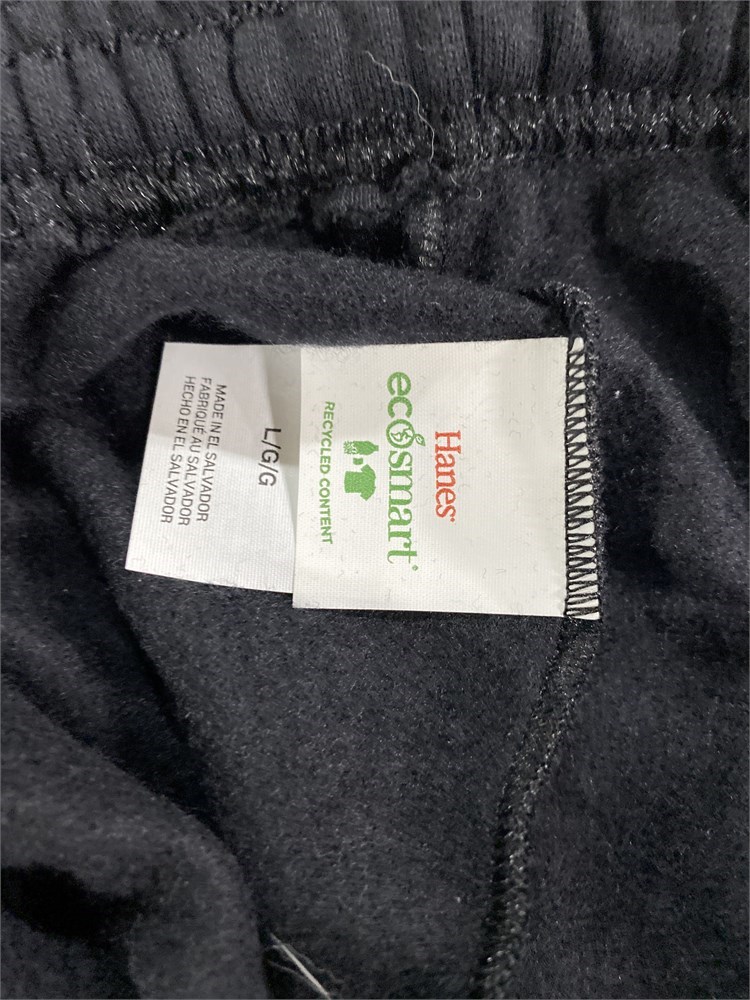 Hanes
ecosmart®
RECYCLED CONTENT
L/G/G
MADE IN EL SALVADOR
FABRIQUÉ AU SALVADOR
HECHO EN EL SALVADOR